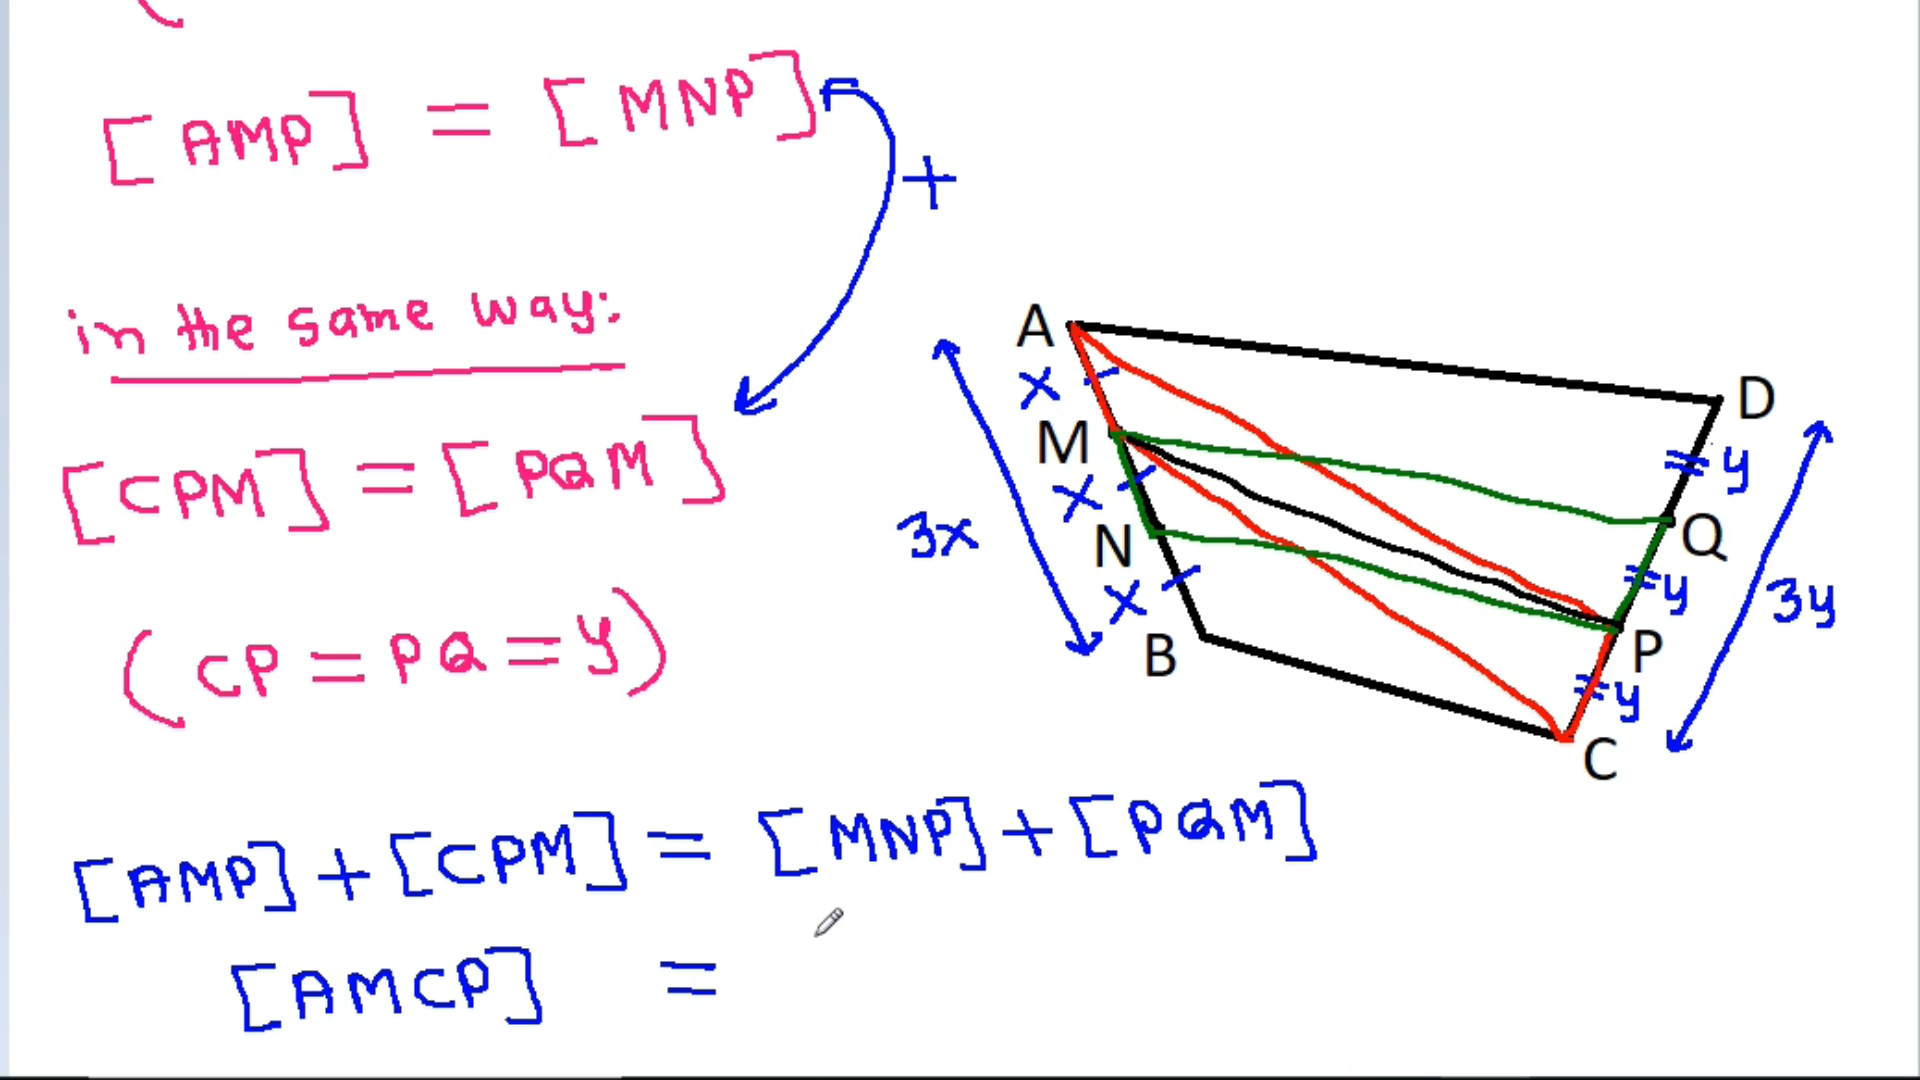 (
[AMP] = [MNP]
+
in the same way:
[CPM] = [PQM]
(CP = PQ = y)
[AMP] + [CPM] = [MNP] + [PQM]
[AMCP] =
A
D
x
M
y
x
Q
N
3x
y
3y
x
B
P
y
C